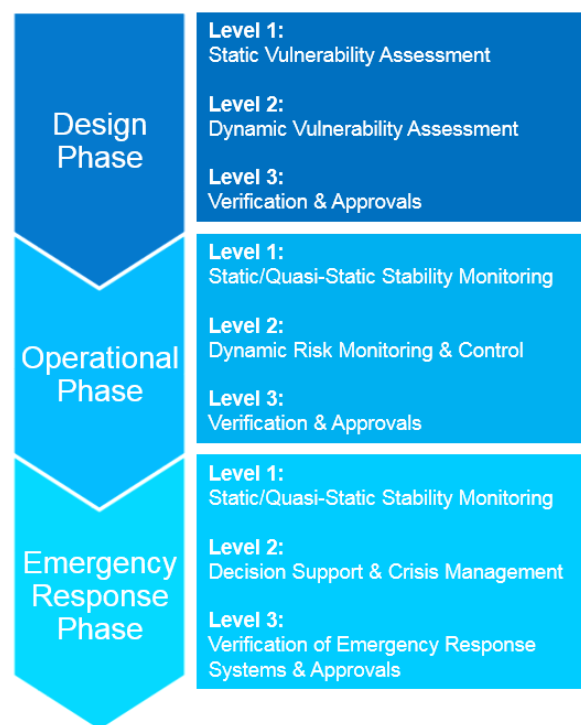 Design
Phase
Level 1:
Static Vulnerability Assessment
Level 2:
Dynamic Vulnerability Assessment
Level 3:
Verification & Approvals
Operational
Phase
Level 1:
Static/Quasi-Static Stability Monitoring
Level 2:
Dynamic Risk Monitoring & Control
Level 3:
Verification & Approvals
Emergency
Response
Phase
Level 1:
Static/Quasi-Static Stability Monitoring
Level 2:
Decision Support & Crisis Management
Level 3:
Verification of Emergency Response
Systems & Approvals